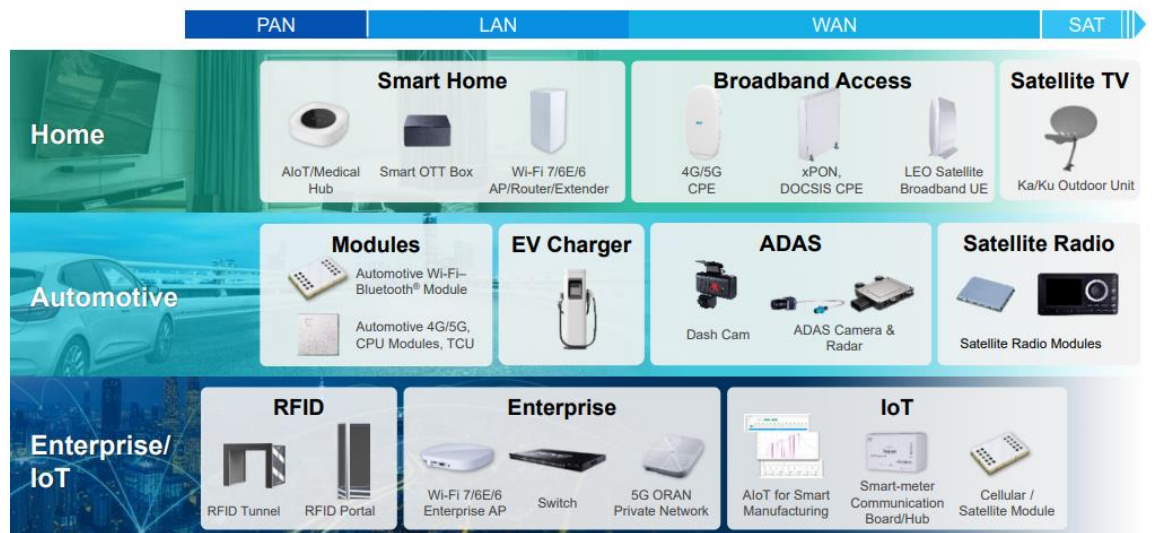 PAN
LAN
WAN
SAT
Home
Smart Home
AIoT/Medical
Hub
Smart OTT Box
Wi-Fi 7/6E/6
AP/Router/Extender
Broadband Access
4G/5G
CPE
xPON,
DOCSIS CPE
LEO Satellite
Broadband UE
Satellite TV
Ka/Ku Outdoor Unit
Automotive
Modules
Automotive Wi-Fi–
Bluetooth® Module
Automotive 4G/5G,
CPU Modules, TCU
EV Charger
ADAS
Dash Cam
ADAS Camera &
Radar
Satellite Radio
Satellite Radio Modules
Enterprise/
IoT
RFID
RFID Tunnel
RFID Portal
Enterprise
Wi-Fi 7/6E/6
Enterprise AP
Switch
5G ORAN
Private Network
IoT
AIoT for Smart
Manufacturing
Smart-meter
Communication
Board/Hub
Cellular /
Satellite Module